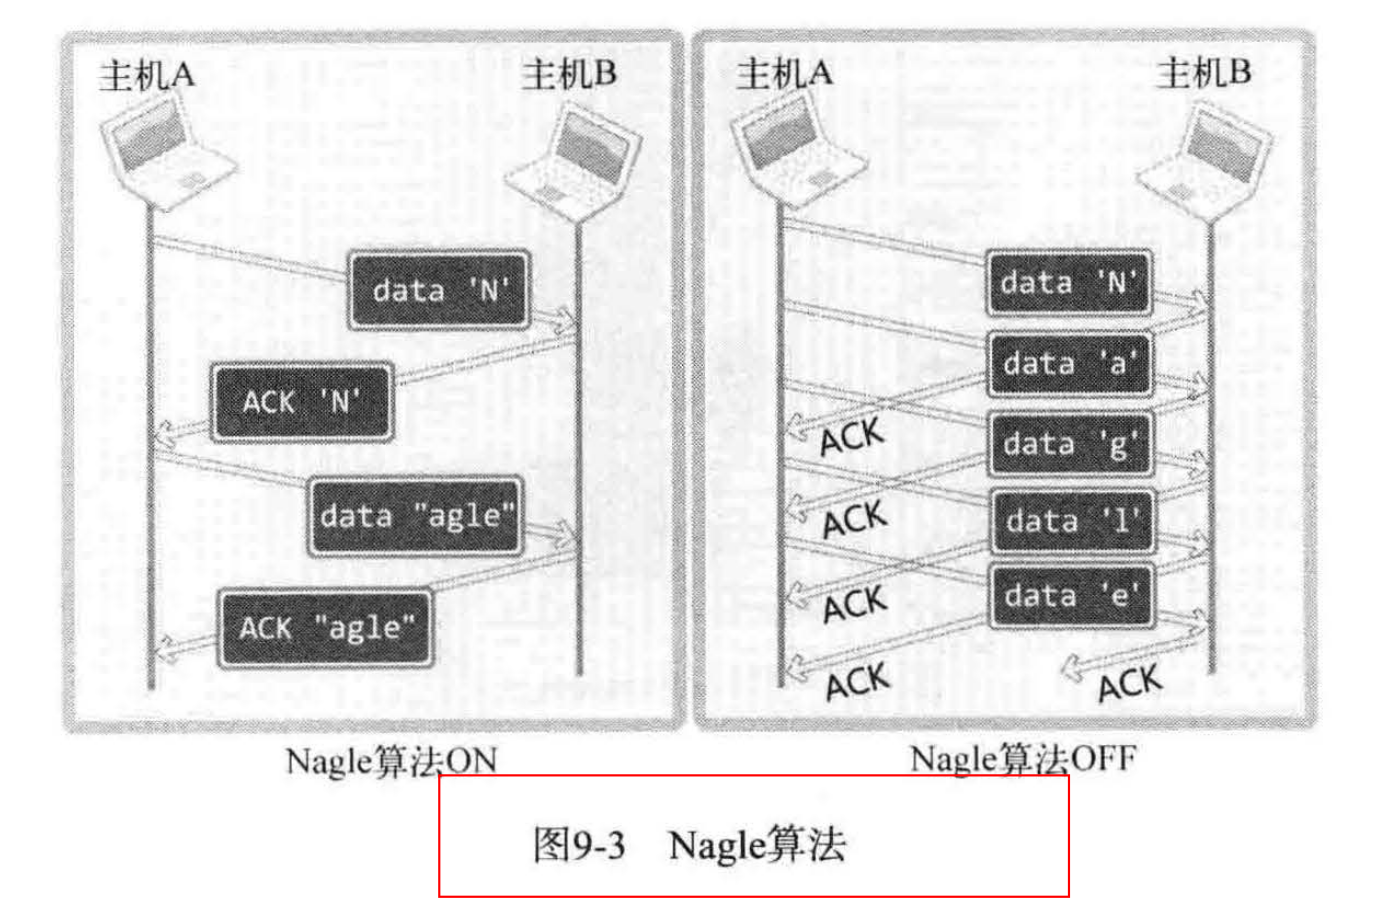 主机A
主机B
data 'N'
ACK 'N'
data "agle"
ACK "agle"
Nagle算法ON
主机A
主机B
data 'N'
data 'a'
ACK
data 'g'
ACK
data 'l'
ACK
data 'e'
ACK
ACK
Nagle算法OFF
图9-3 Nagle算法